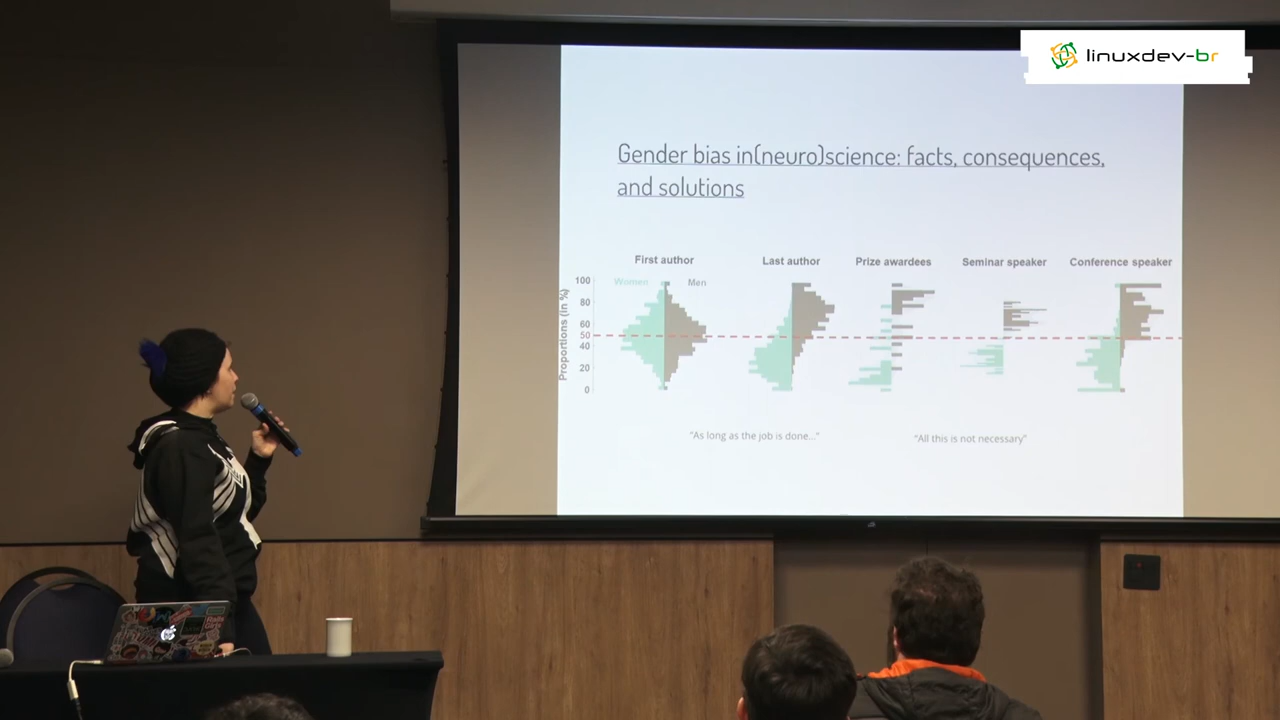 linuxdev-br
Gender bias in(neuro)science: facts, consequences,
and solutions
First author
Last author
Prize awardees
Seminar speaker
Conference speaker
Women
Men
Proportions (in %)
100
80
60
50
40
20
0
"As long as the job is done..."
"All this is not necessary"
Rails
Girls